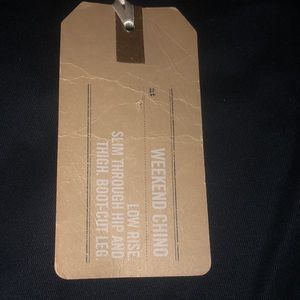 WEEKEND CHINO
LOW RISE.
SLIM THROUGH HIP AND
THIGH. BOOT-CUT LEG.